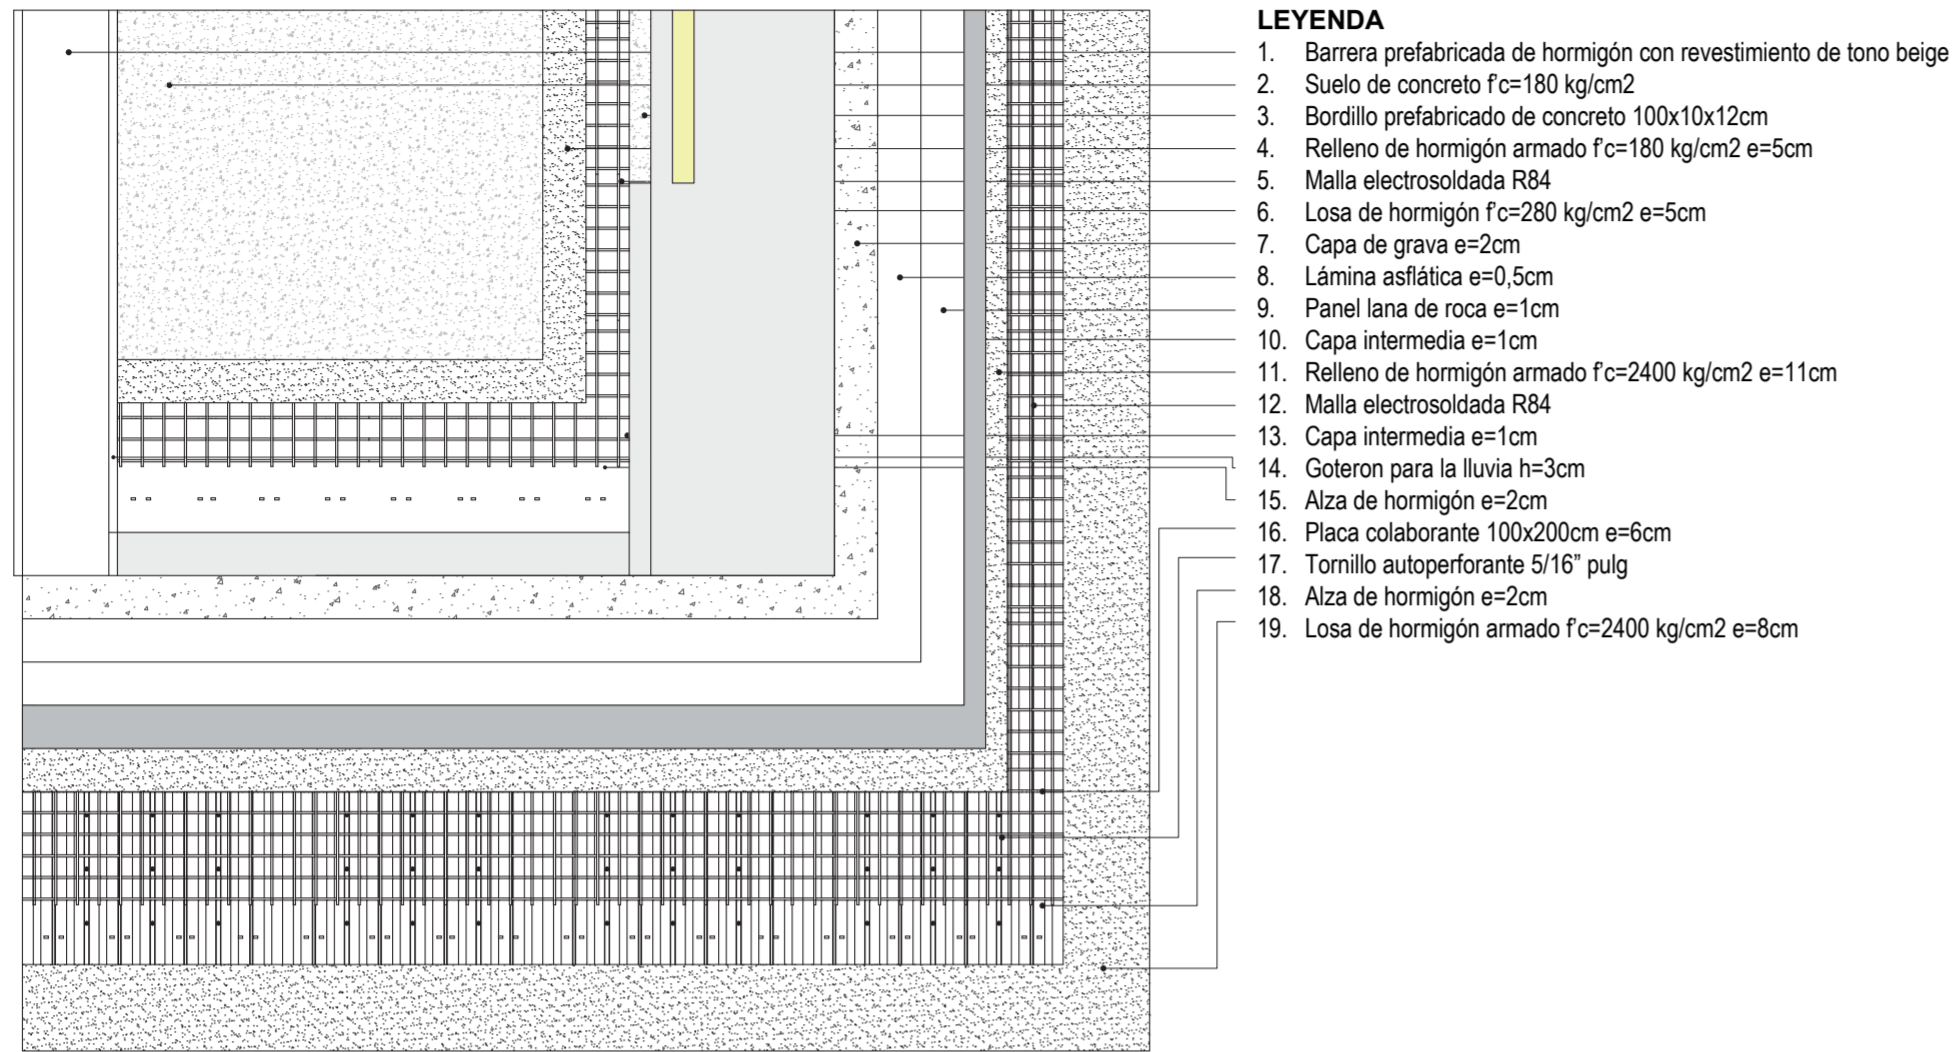 LEYENDA
1. Barrera prefabricada de hormigón con revestimiento de tono beige
2. Suelo de concreto f'c=180 kg/cm2
3. Bordillo prefabricado de concreto 100x10x12cm
4. Relleno de hormigón armado f'c=180 kg/cm2 e=5cm
5. Malla electrosoldada R84
6. Losa de hormigón f'c=280 kg/cm2 e=5cm
7. Capa de grava e=2cm
8. Lámina asflática e=0,5cm
9. Panel lana de roca e=1cm
10. Capa intermedia e=1cm
11. Relleno de hormigón armado f'c=2400 kg/cm2 e=11cm
12. Malla electrosoldada R84
13. Capa intermedia e=1cm
14. Goteron para la lluvia h=3cm
15. Alza de hormigón e=2cm
16. Placa colaborante 100x200cm e=6cm
17. Tornillo autoperforante 5/16” pulg
18. Alza de hormigón e=2cm
19. Losa de hormigón armado f'c=2400 kg/cm2 e=8cm